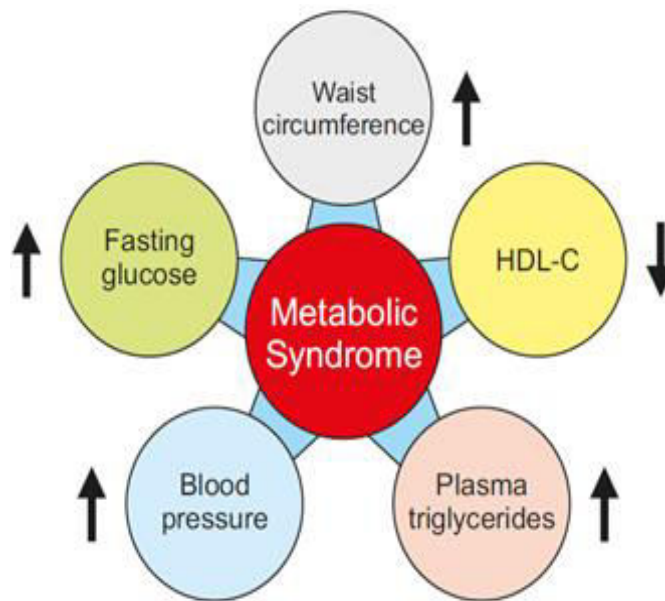 Waist
circumference
Fasting
glucose
HDL-C
Metabolic
Syndrome
Blood
pressure
Plasma
triglycerides